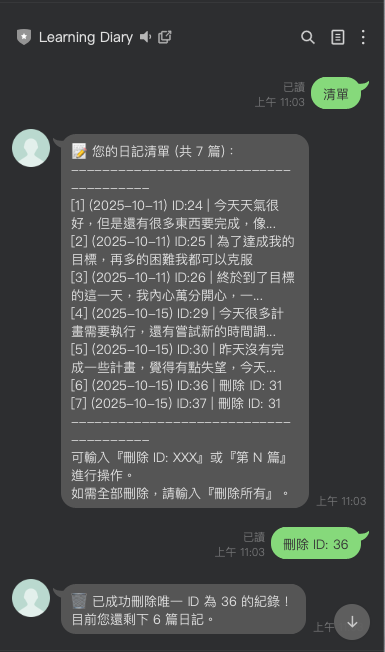 Learning Diary
已讀
上午 11:03
清單
📝 您的日記清單 (共 7 篇)：
----------------------------
----------
[1] (2025-10-11) ID:24 | 今天天氣很
好，但是還有很多東西要完成，像...
[2] (2025-10-11) ID:25 | 為了達成我的
目標，再多的困難我都可以克服
[3] (2025-10-11) ID:26 | 終於到了目標
的這一天，我內心萬分開心，一...
[4] (2025-10-15) ID:29 | 今天很多計
畫需要執行，還有嘗試新的時間調...
[5] (2025-10-15) ID:30 | 昨天沒有完
成一些計畫，覺得有點失望，今天...
[6] (2025-10-15) ID:36 | 刪除 ID: 31
[7] (2025-10-15) ID:37 | 刪除 ID: 31
----------------------------
----------
可輸入『刪除 ID: XXX』或『第 N 篇』
進行操作。
如需全部刪除，請輸入『刪除所有』。
上午 11:03
已讀
上午 11:03
刪除 ID: 36
🗑️ 已成功刪除唯一 ID 為 36 的紀錄！
目前您還剩下 6 篇日記。
上午